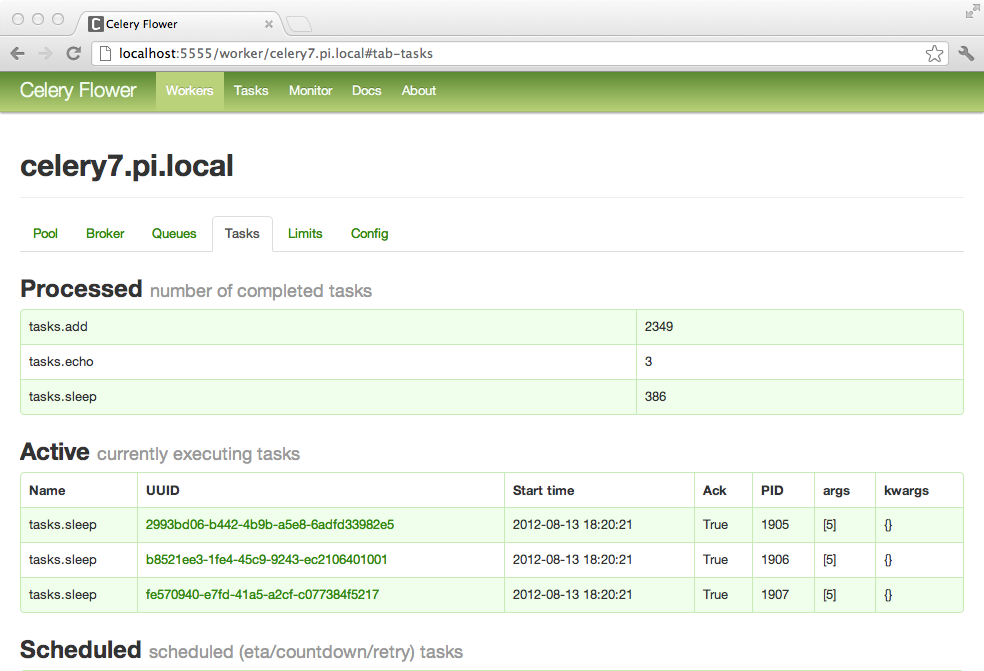 Celery Flower
localhost:5555/worker/celery7.pi.local#tab-tasks
Celery Flower Workers Tasks Monitor Docs About
celery7.pi.local
Pool Broker Queues Tasks Limits Config
Processed number of completed tasks
tasks.add 2349
tasks.echo 3
tasks.sleep 386
Active currently executing tasks
Name UUID Start time Ack PID args kwargs
tasks.sleep 2993bd06-b442-4b9b-a5e8-6adfd33982e5 2012-08-13 18:20:21 True 1905 [5] {}
tasks.sleep b8521ee3-1fe4-45c9-9243-ec2106401001 2012-08-13 18:20:21 True 1906 [5] {}
tasks.sleep fe570940-e7fd-41a5-a2cf-c077384f5217 2012-08-13 18:20:21 True 1907 [5] {}
Scheduled scheduled (eta/countdown/retry) tasks